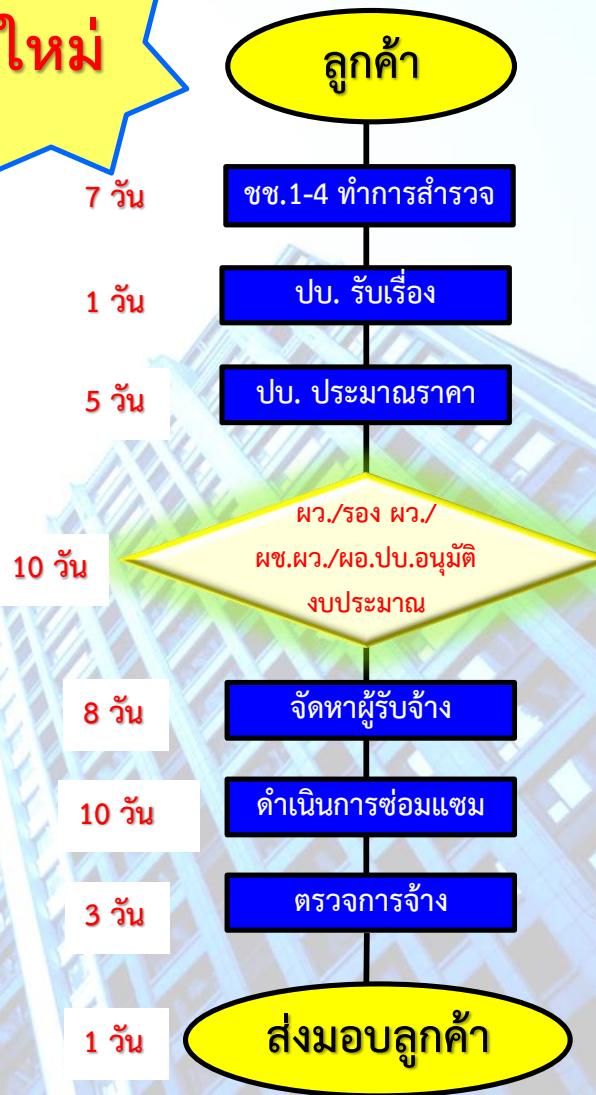 ใหม่
ลูกค้า
7 วัน
ชช.1-4 ทำการสำรวจ
1 วัน
ปบ. รับเรื่อง
5 วัน
ปบ. ประมาณราคา
10 วัน
ผว./รอง ผว./
ผช.ผว./ผอ.ปบ.อนุมัติ
งบประมาณ
8 วัน
จัดหาผู้รับจ้าง
10 วัน
ดำเนินการซ่อมแซม
3 วัน
ตรวจการจ้าง
1 วัน
ส่งมอบลูกค้า